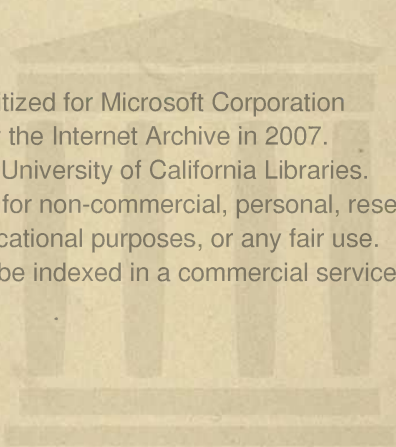 tized for Microsoft Corporation
the Internet Archive in 2007.
University of California Libraries.
for non-commercial, personal, rese
cational purposes, or any fair use.
be indexed in a commercial service